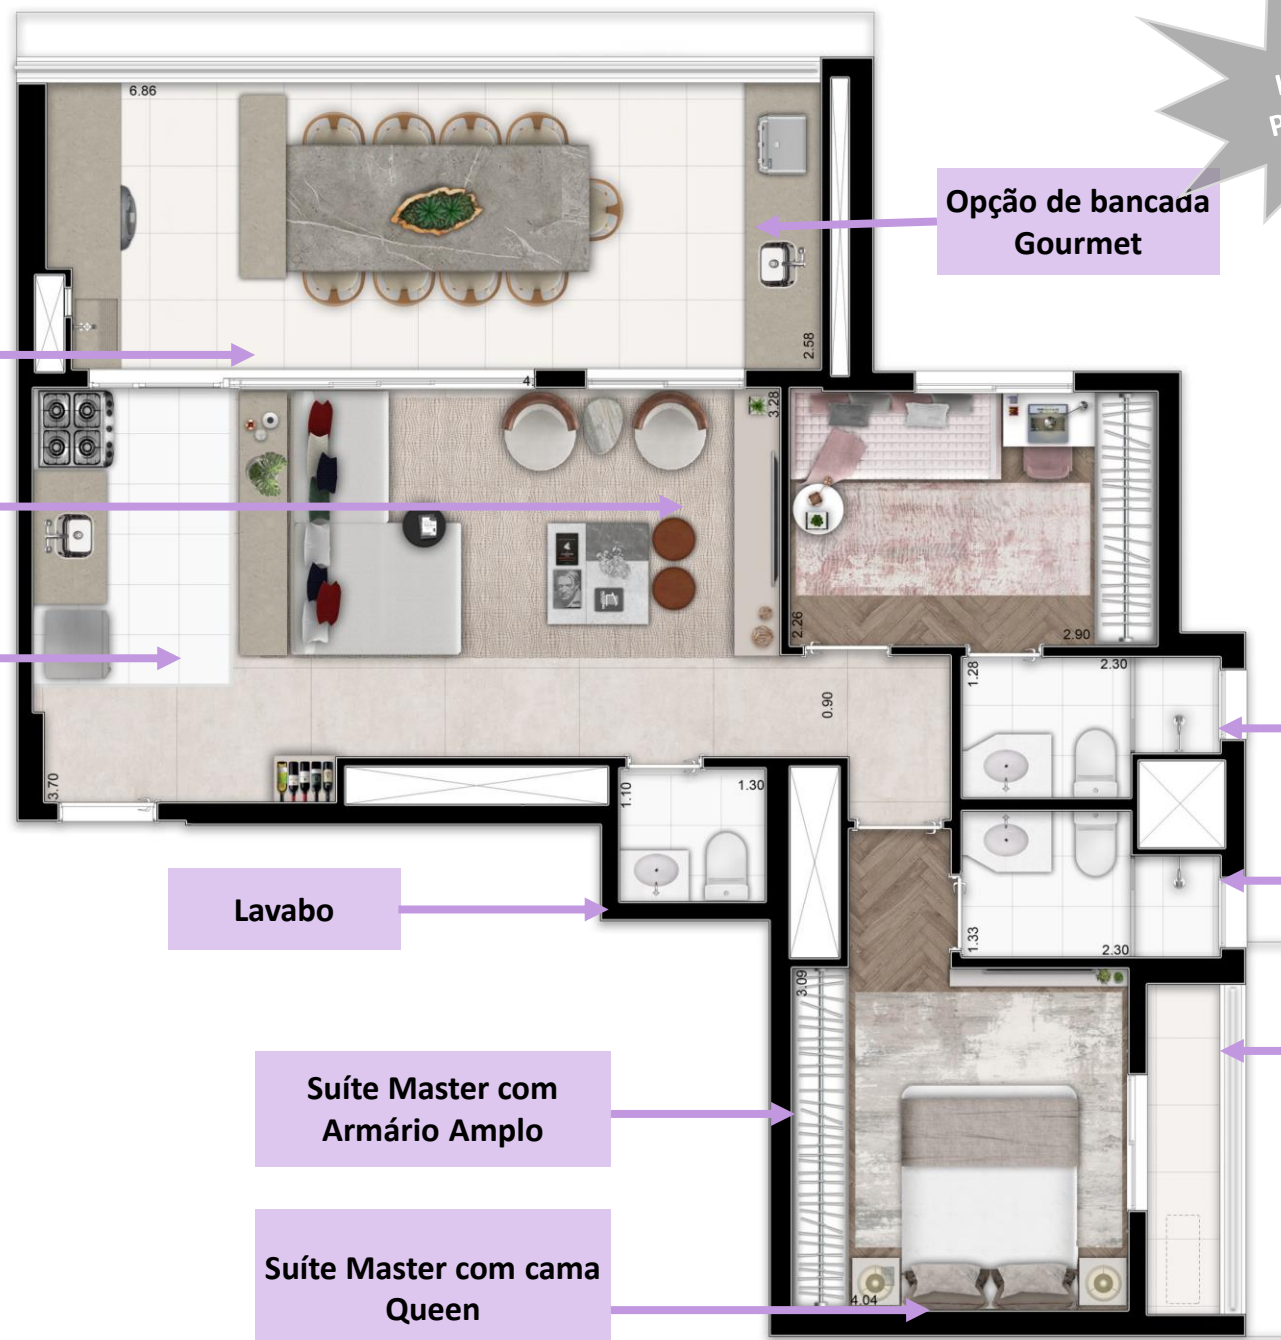 6.86
Opção de bancada
Gourmet
2.58
4.
3.28
2.26
2.90
1.28
2.30
0.90
3.70
1.10
1.30
1.33
2.30
Lavabo
3.09
Suíte Master com
Armário Amplo
Suíte Master com cama
Queen
4.04